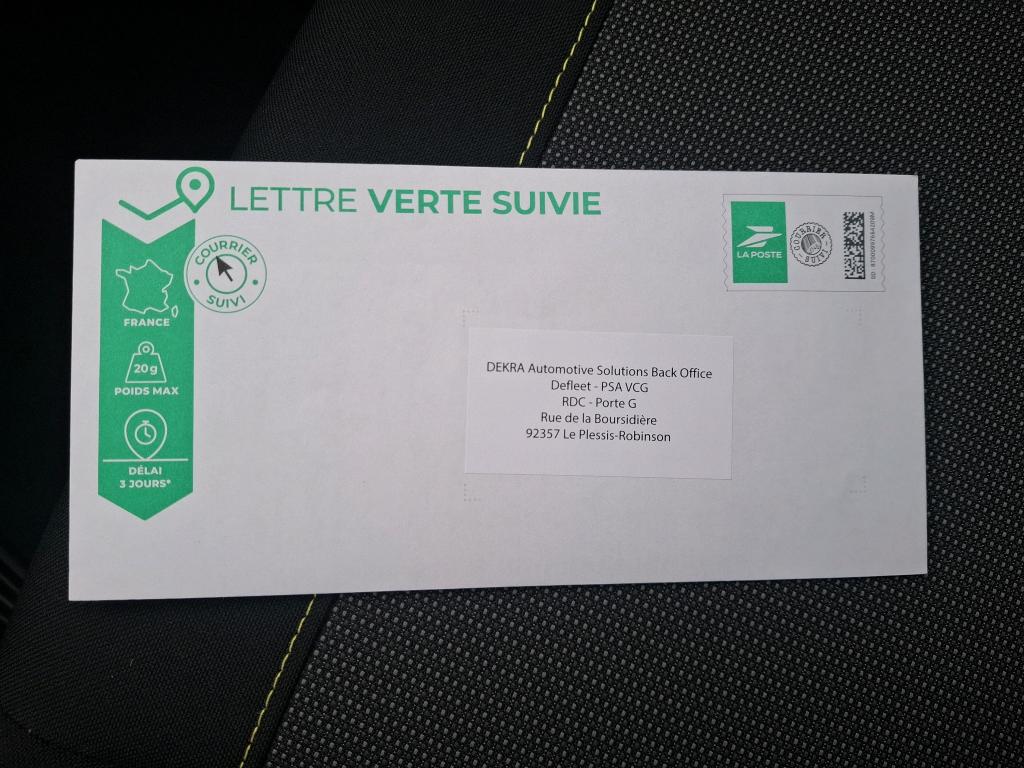 LETTRE VERTE SUIVIE
COURRIER
SUIVI
FRANCE
20 g
POIDS MAX
DÉLAI
3 JOURS*
LA POSTE
COURRIER
SUIVI
DEKRA Automotive Solutions Back Office
Defleet - PSA VCG
RDC - Porte G
Rue de la Boursidière
92357 Le Plessis-Robinson